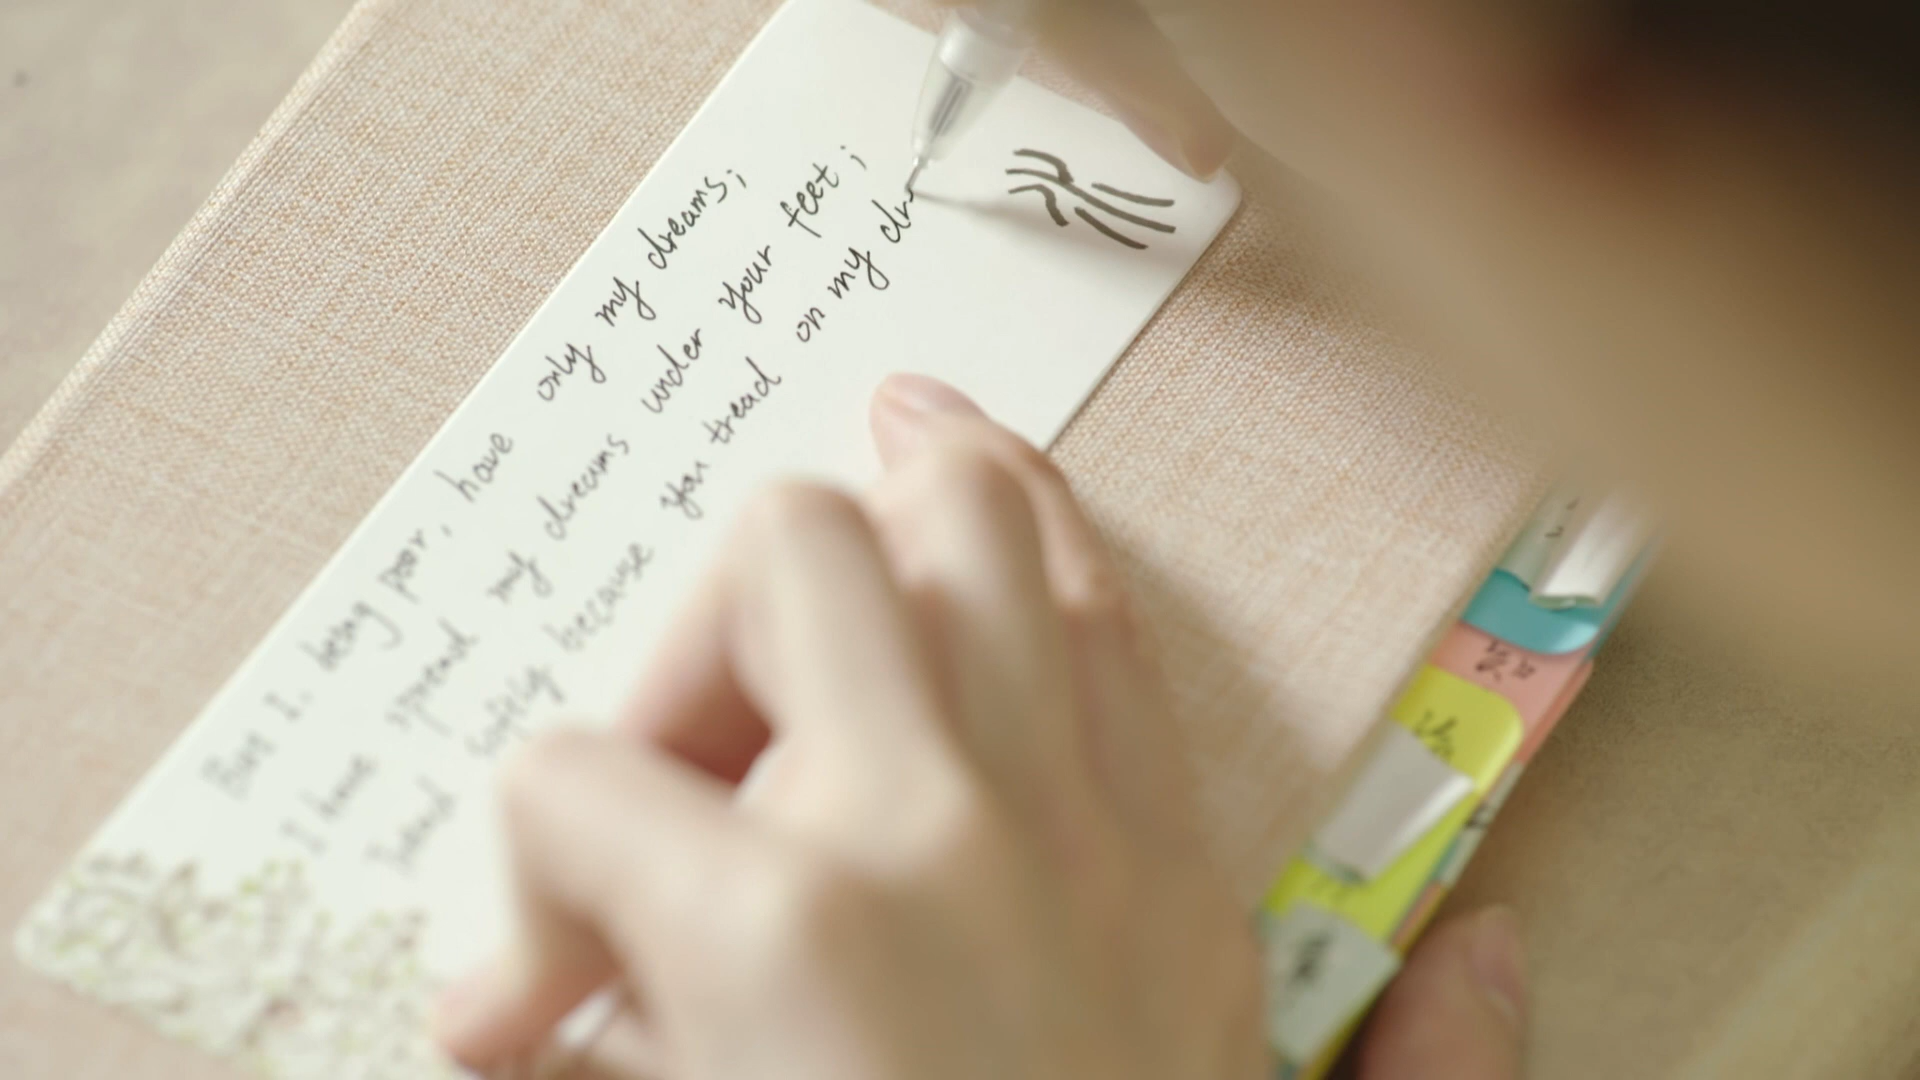 But I, being poor, have only my dreams;
I have spread my dreams under your feet;
Tread softly because you tread on my dr